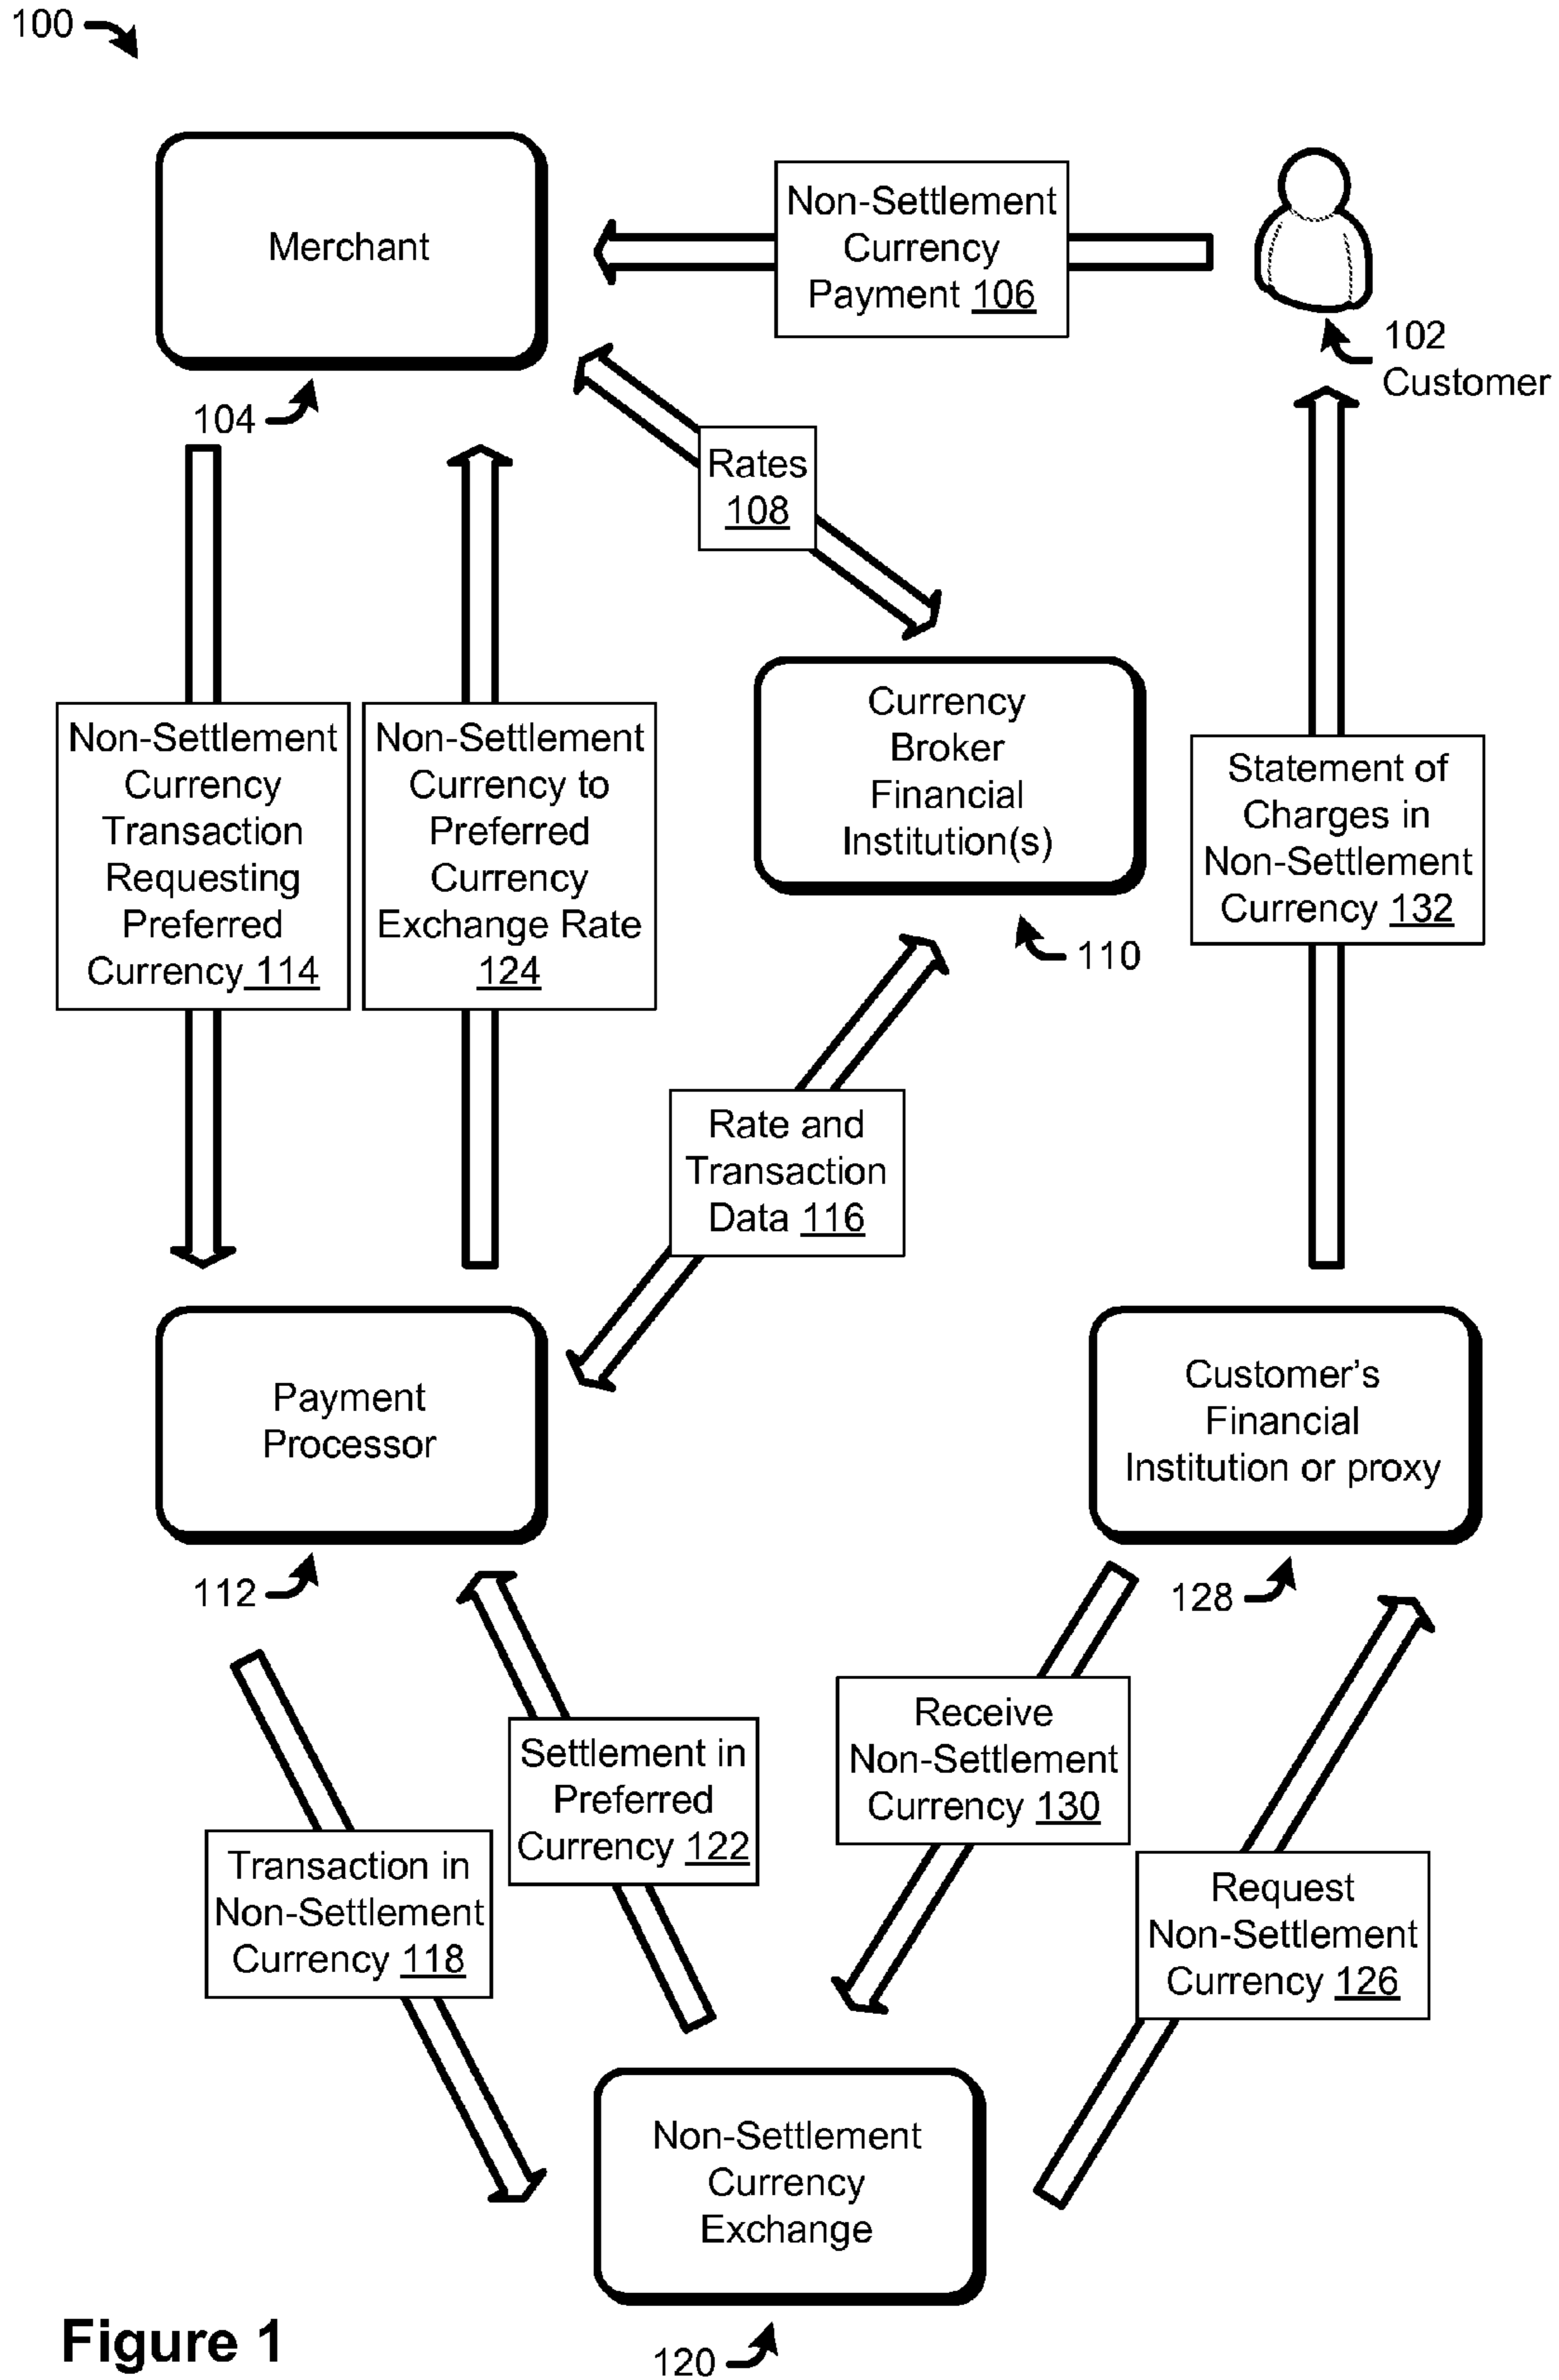 100
Merchant
104
Non-Settlement
Currency
Payment 106
102
Customer
Rates
108
Non-Settlement
Currency
Transaction
Requesting
Preferred
Currency 114
Non-Settlement
Currency to
Preferred
Currency
Exchange Rate
124
Currency
Broker
Financial
Institution(s)
110
Statement of
Charges in
Non-Settlement
Currency 132
Rate and
Transaction
Data 116
Payment
Processor
112
Customer’s
Financial
Institution or proxy
128
Transaction in
Non-Settlement
Currency 118
Settlement in
Preferred
Currency 122
Receive
Non-Settlement
Currency 130
Request
Non-Settlement
Currency 126
Non-Settlement
Currency
Exchange
120
Figure 1